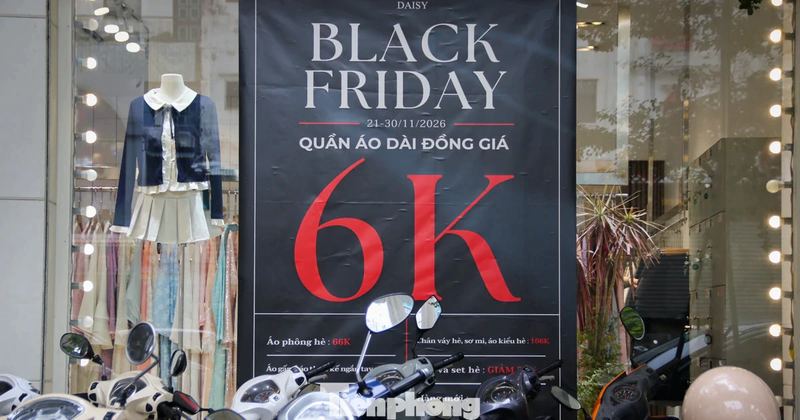 DAISY
BLACK
FRIDAY
21-30/11/2026
QUẦN ÁO DÀI ĐỒNG GIÁ
6K
Áo phông hè : 66K
Chân váy hè, sơ mi, áo kiểu hè : 166K
và set hè : GIẢM
Tienphong